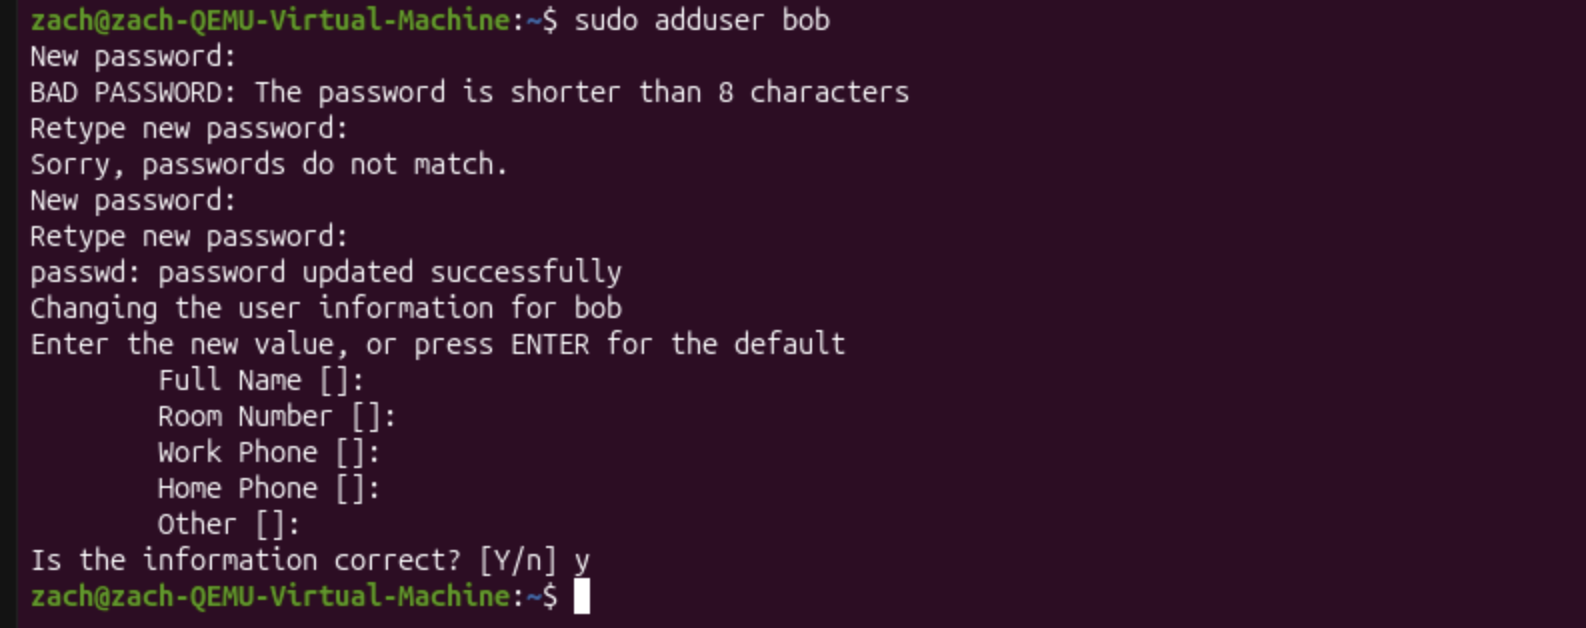 zach@zach-QEMU-Virtual-Machine:~$ sudo adduser bob
New password:
BAD PASSWORD: The password is shorter than 8 characters
Retype new password:
Sorry, passwords do not match.
New password:
Retype new password:
passwd: password updated successfully
Changing the user information for bob
Enter the new value, or press ENTER for the default
        Full Name []:
        Room Number []:
        Work Phone []:
        Home Phone []:
        Other []:
Is the information correct? [Y/n] y
zach@zach-QEMU-Virtual-Machine:~$